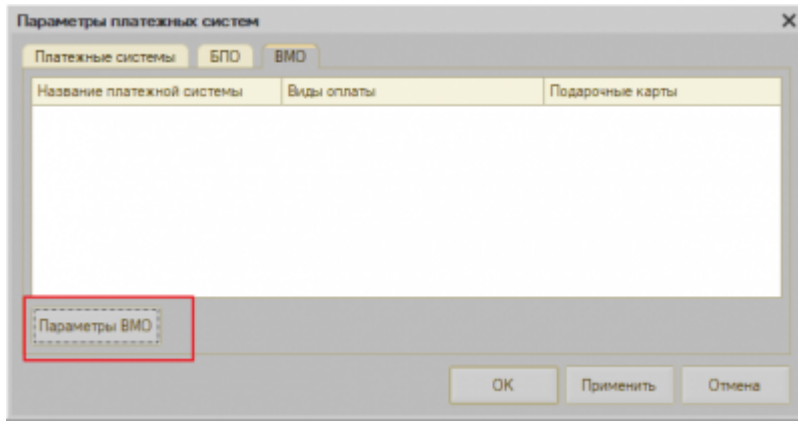 Параметры платежных систем
Платежные системы БПО ВМО
Название платежной системы Виды оплаты Подарочные карты
Параметры ВМО
ОК Применить Отмена